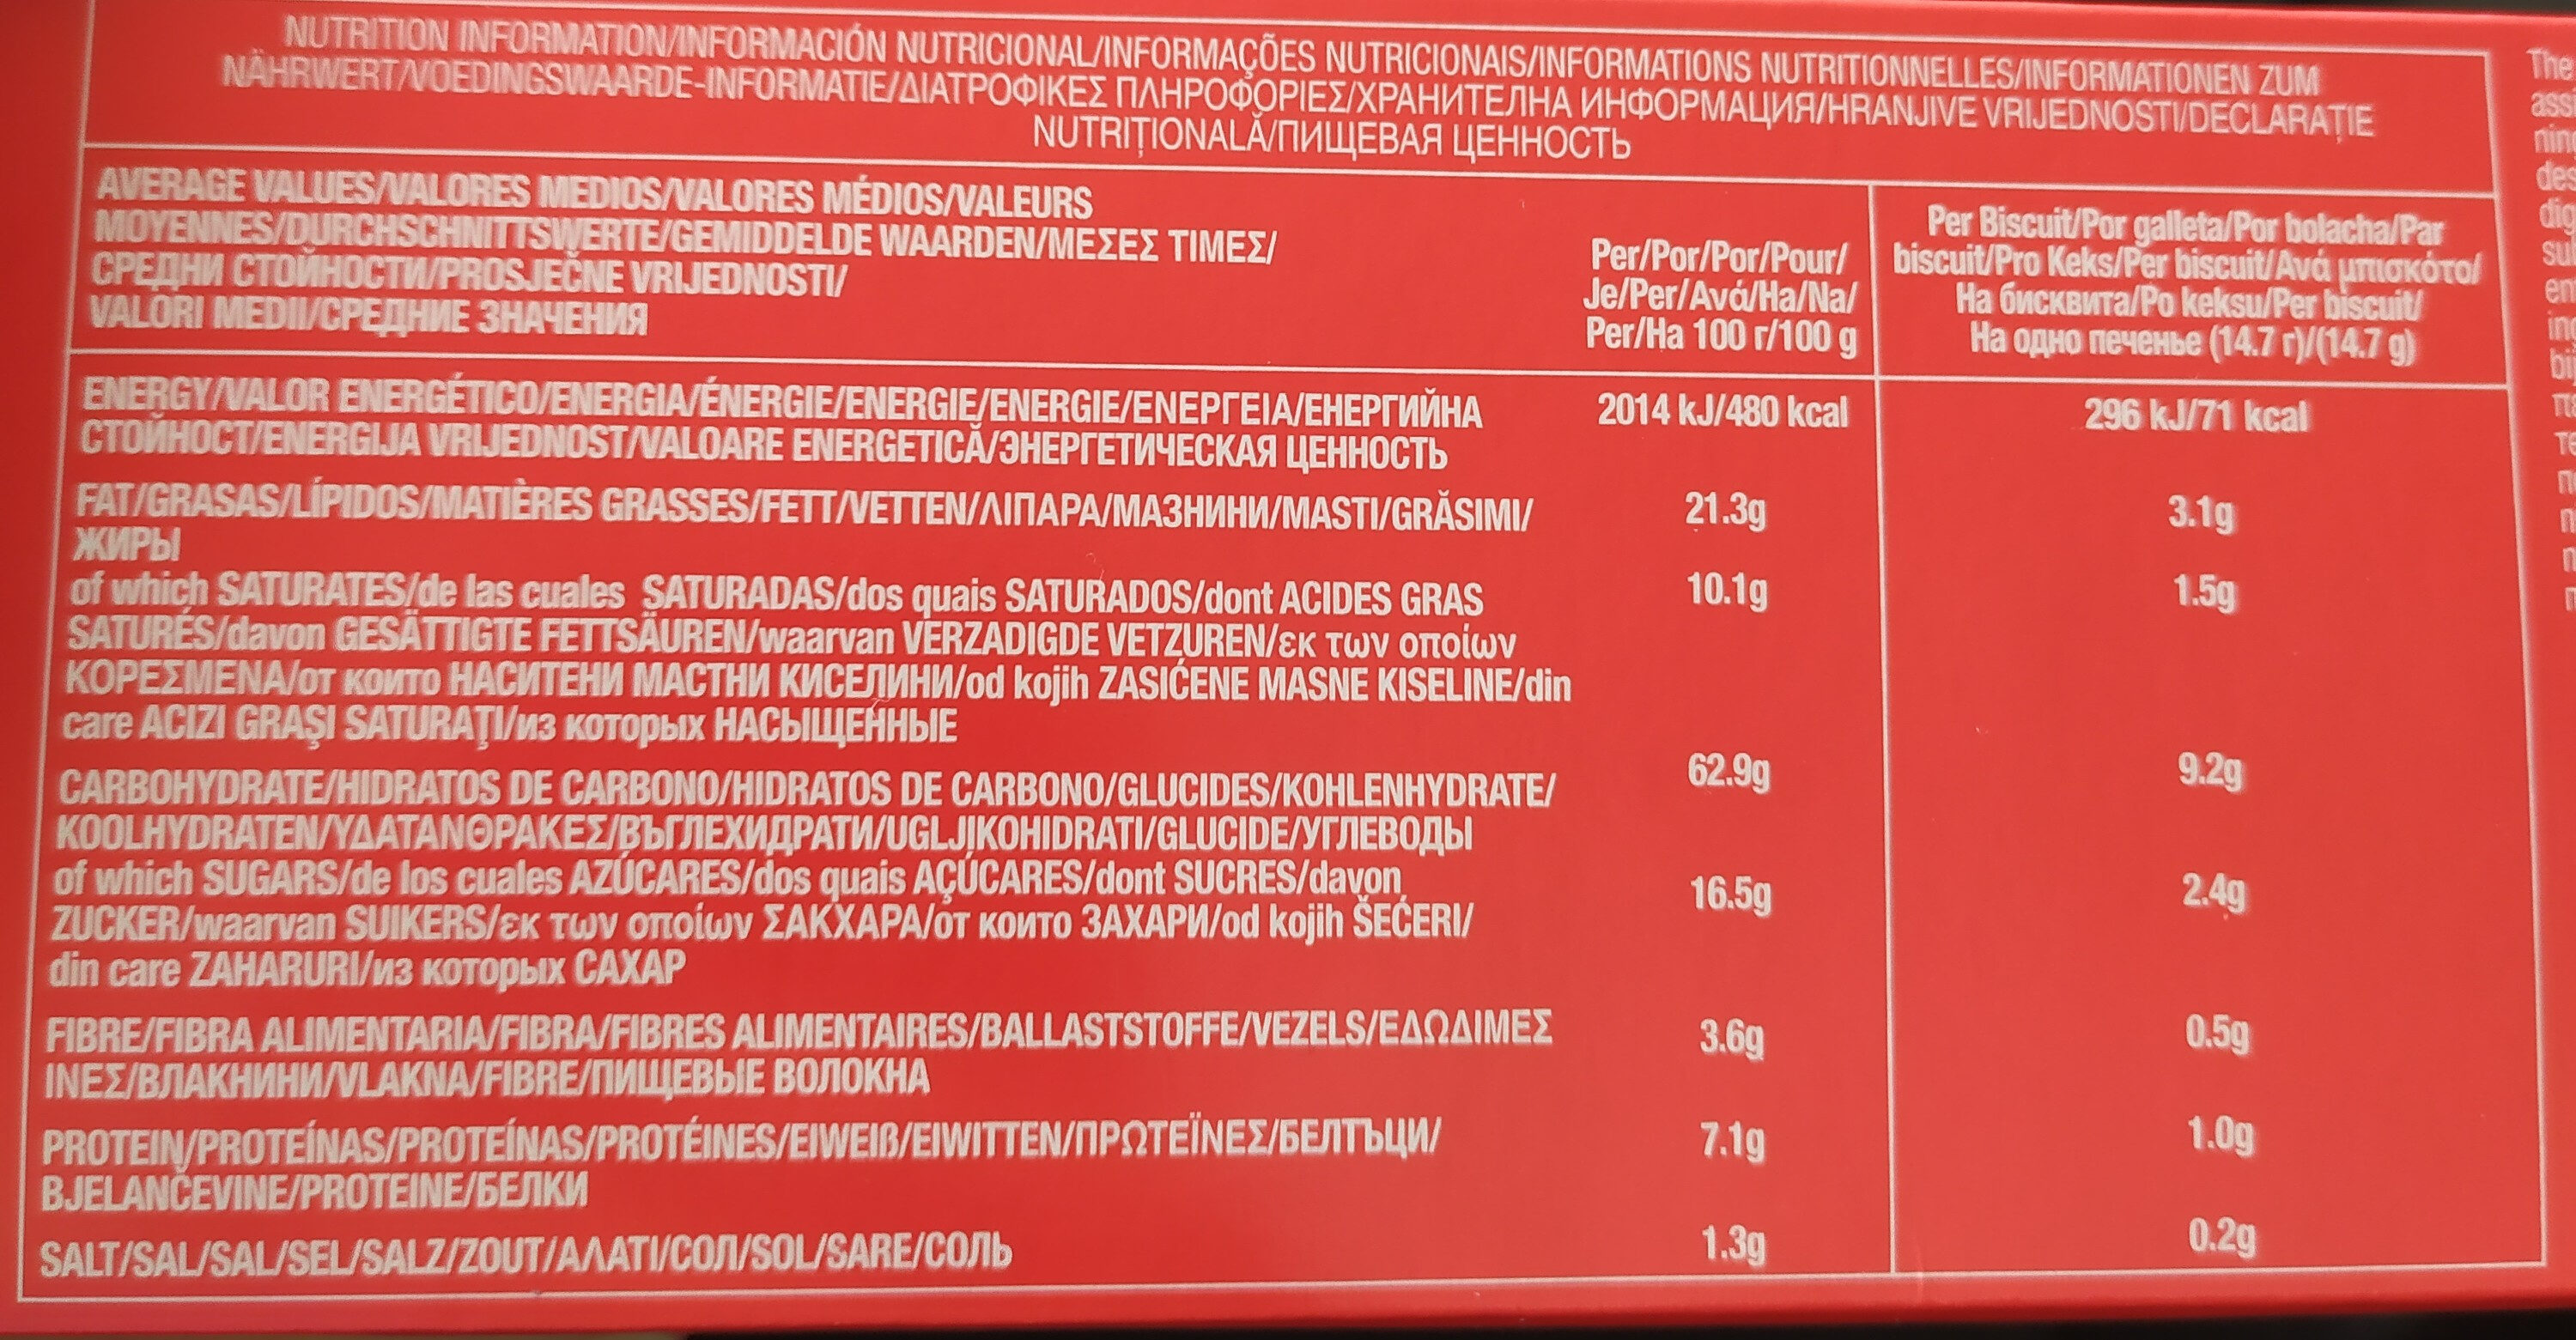 NUTRITION INFORMATION/INFORMACIÓN NUTRICIONAL/INFORMAÇÕES NUTRICIONAIS/INFORMATIONS NUTRITIONNELLES/INFORMATIONEN ZUM
NÄHRWERT/VOEDINGSWAARDE-INFORMATIE/ΔΙΑΤΡΟΦΙΚΕΣ ΠΛΗΡΟΦΟΡΙΕΣ/ХРАНИТЕЛНА ИНФОРМАЦИЯ/HRANJIVE VRIJEDNOSTI/DECLARAȚIE
NUTRIȚIONALĂ/ПИЩЕВАЯ ЦЕННОСТЬ
AVERAGE VALUES/VALORES MEDIOS/VALORES MÉDIOS/VALEURS
MOYENNES/DURCHSCHNITTSWERTE/GEMIDDELDE WAARDEN/ΜΕΣΕΣ ΤΙΜΕΣ/
СРЕДНИ СТОЙНОСТИ/PROSJEČNE VRIJEDNOSTI/
VALORI MEDII/СРЕДНИЕ ЗНАЧЕНИЯ
Per/Por/Por/Pour/
Je/Per/Ανά/На/Na/
Per/На 100 г/100 g
Per Biscuit/Por galleta/Por bolacha/Par
biscuit/Pro Keks/Per biscuit/Ανά μπισκότο/
На бисквита/Po keksu/Per biscuit/
На одно печенье (14.7 г)/(14.7 g)
ENERGY/VALOR ENERGÉTICO/ENERGIA/ÉNERGIE/ENERGIE/ENERGIE/ΕΝΕΡΓΕΙΑ/ЕНЕРГИЙНА
СТОЙНОСТ/ENERGIJA VRIJEDNOST/VALOARE ENERGETICĂ/ЭНЕРГЕТИЧЕСКАЯ ЦЕННОСТЬ
2014 kJ/480 kcal
296 kJ/71 kcal
FAT/GRASAS/LÍPIDOS/MATIÈRES GRASSES/FETT/VETTEN/ΛΙΠΑΡΑ/МАЗНИНИ/MASTI/GRĂSIMI/
ЖИРЫ
21.3g
3.1g
of which SATURATES/de las cuales SATURADAS/dos quais SATURADOS/dont ACIDES GRAS
SATURÉS/davon GESÄTTIGTE FETTSÄUREN/waarvan VERZADIGDE VETZUREN/εκ των οποίων
ΚΟΡΕΣΜΕΝΑ/от които НАСИТЕНИ МАСТНИ КИСЕЛИНИ/od kojih ZASIĆENE MASNE KISELINE/din
care ACIZI GRAȘI SATURAȚI/из которых НАСЫЩЕННЫЕ
10.1g
1.5g
CARBOHYDRATE/HIDRATOS DE CARBONO/HIDRATOS DE CARBONO/GLUCIDES/KOHLENHYDRATE/
KOOLHYDRATEN/ΥΔΑΤΑΝΘΡΑΚΕΣ/ВЪГЛЕХИДРАТИ/UGLJIKOHIDRATI/GLUCIDE/УГЛЕВОДЫ
62.9g
9.2g
of which SUGARS/de los cuales AZÚCARES/dos quais AÇÚCARES/dont SUCRES/davon
ZUCKER/waarvan SUIKERS/εκ των οποίων ΣΑΚΧΑΡΑ/от които ЗАХАРИ/od kojih ŠEĆERI/
din care ZAHARURI/из которых САХАР
16.5g
2.4g
FIBRE/FIBRA ALIMENTARIA/FIBRA/FIBRES ALIMENTAIRES/BALLASTSTOFFE/VEZELS/ΕΔΩΔΙΜΕΣ
ΙΝΕΣ/ВЛАКНИНИ/VLAKNA/FIBRE/ПИЩЕВЫЕ ВОЛОКНА
3.6g
0.5g
PROTEIN/PROTEÍNAS/PROTEÍNAS/PROTÉINES/EIWEIß/EIWITTEN/ΠΡΩΤΕΪΝΕΣ/БЕЛТЪЦИ/
BJELANČEVINE/PROTEINE/БЕЛКИ
7.1g
1.0g
SALT/SAL/SAL/SEL/SALZ/ZOUT/ΑΛΑΤΙ/СОЛ/SOL/SARE/СОЛЬ
1.3g
0.2g
The